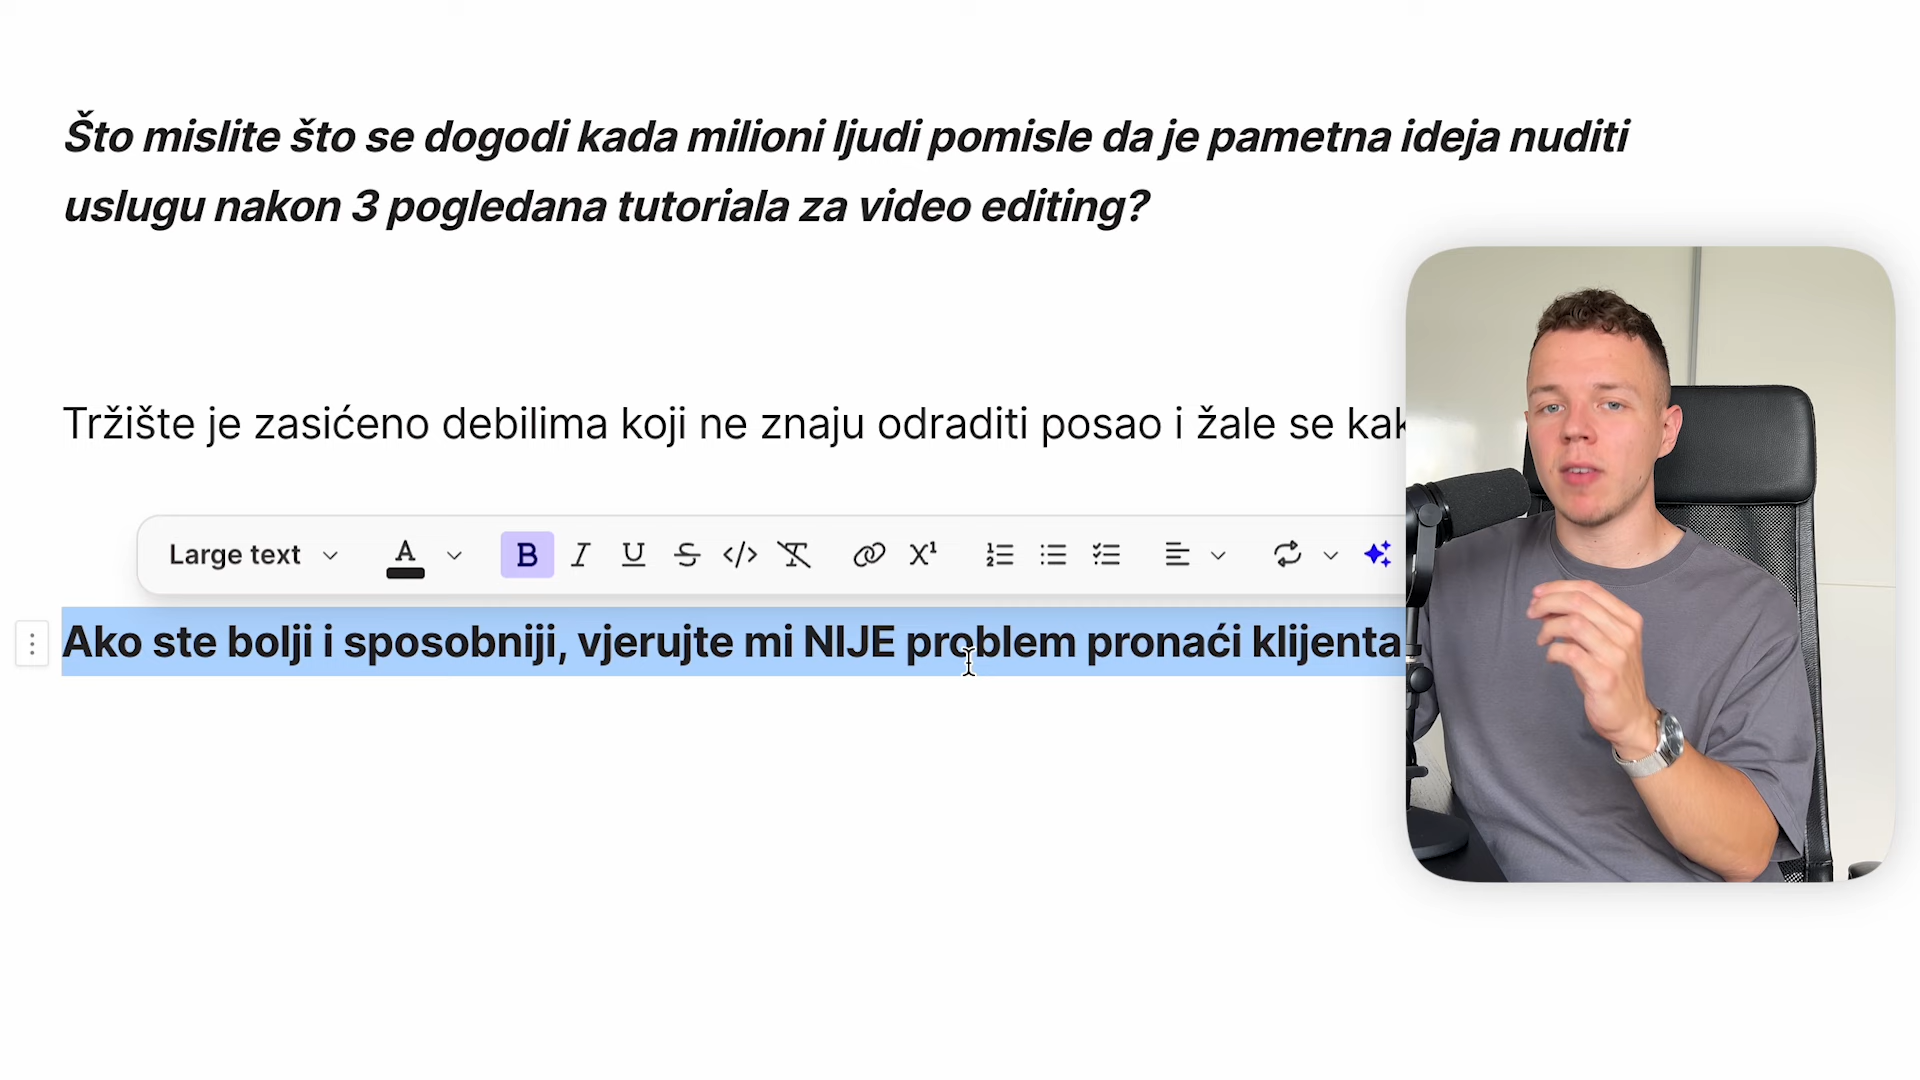 Što mislite što se dogodi kada milioni ljudi pomisle da je pametna ideja nuditi
uslugu nakon 3 pogledana tutoriala za video editing?
Tržište je zasićeno debilima koji ne znaju odraditi posao i žale se
Large text
Ako ste bolji i sposobniji, vjerujte mi NIJE problem pronaći klijenta